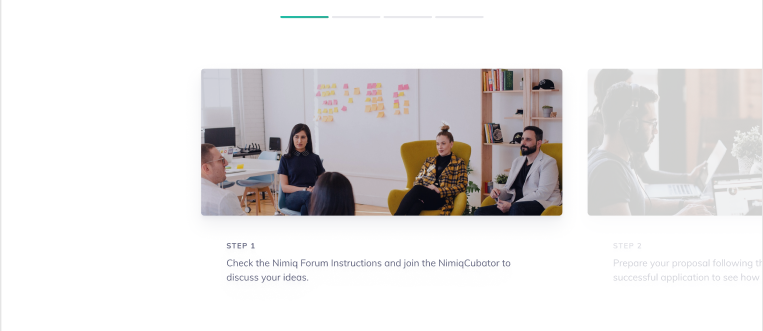 STEP 1
Check the Nimiq Forum Instructions and join the NimiqCubator to
discuss your ideas.
STEP 2
Prepare your proposal following
successful application to see how